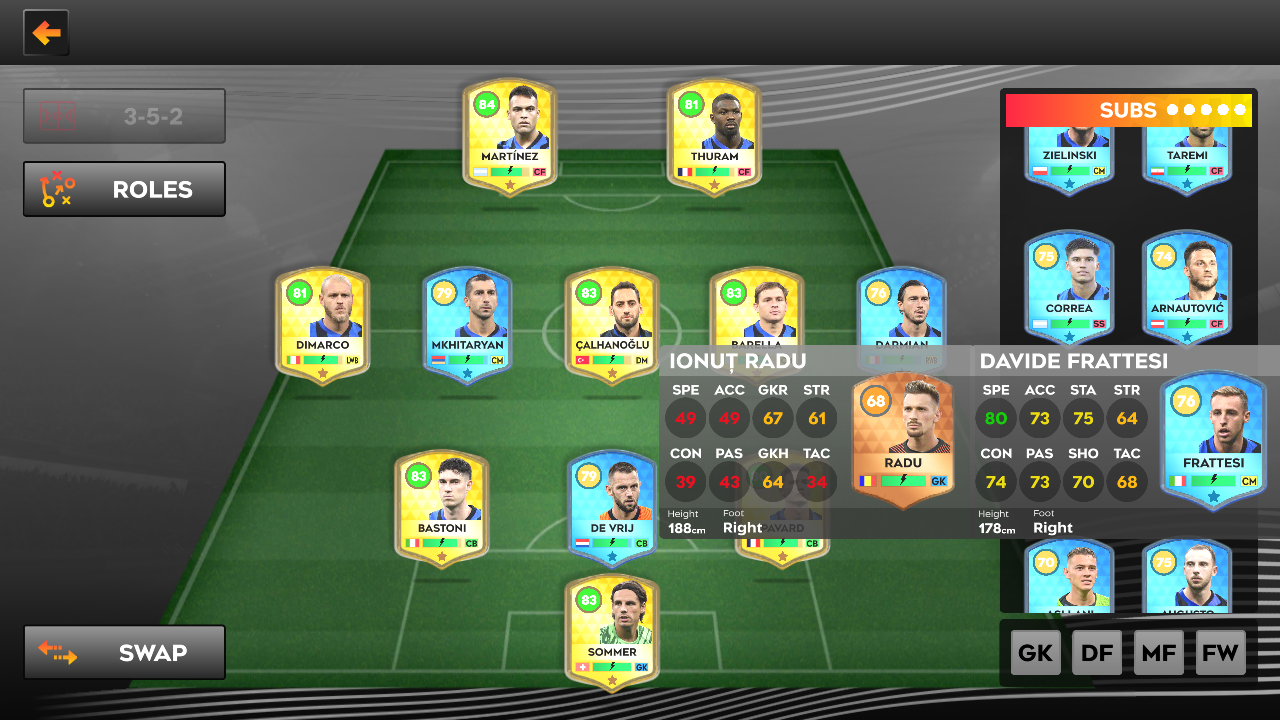 84
MARTÍNEZ
CF
81
THURAM
CF
3-5-2
ROLES
SUBS
ZIELINSKI
CM
TAREMI
CF
75
CORREA
SS
74
ARNAUTOVIĆ
CF
81
DIMARCO
LWB
79
MKHITARYAN
CM
83
ÇALHANOĞLU
DM
83
BARELLA
76
DARMIAN
IONUȚ RADU
SPE ACC GKR STR
49 49 67 61
CON PAS GKH TAC
39 43 64 34
Height
188cm
Foot
Right
68
RADU
GK
DAVIDE FRATTESI
SPE ACC STA STR
80 73 75 64
CON PAS SHO TAC
74 73 70 68
Height
178cm
Foot
Right
76
FRATTESI
CM
83
BASTONI
CB
79
DE VRIJ
CB
PAVARD
CB
70
ASLLANI
75
AUGUSTO
83
SOMMER
GK
SWAP
GK DF MF FW